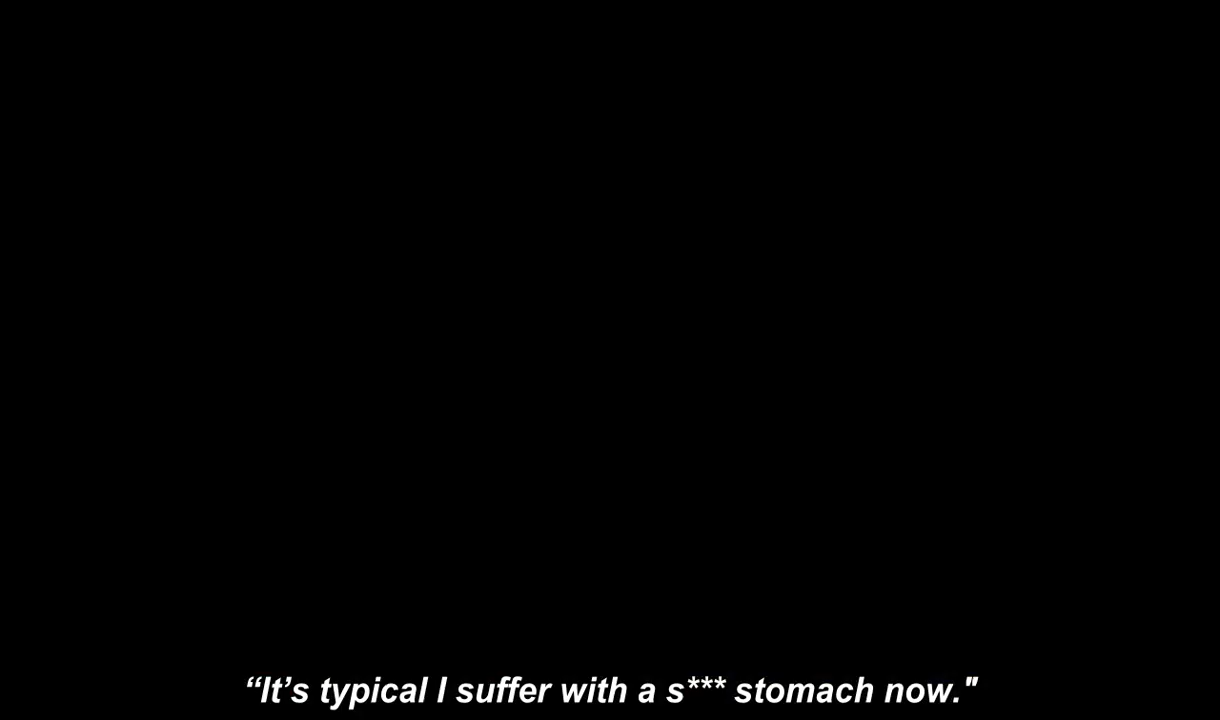 “It’s typical I suffer with a s*** stomach now."